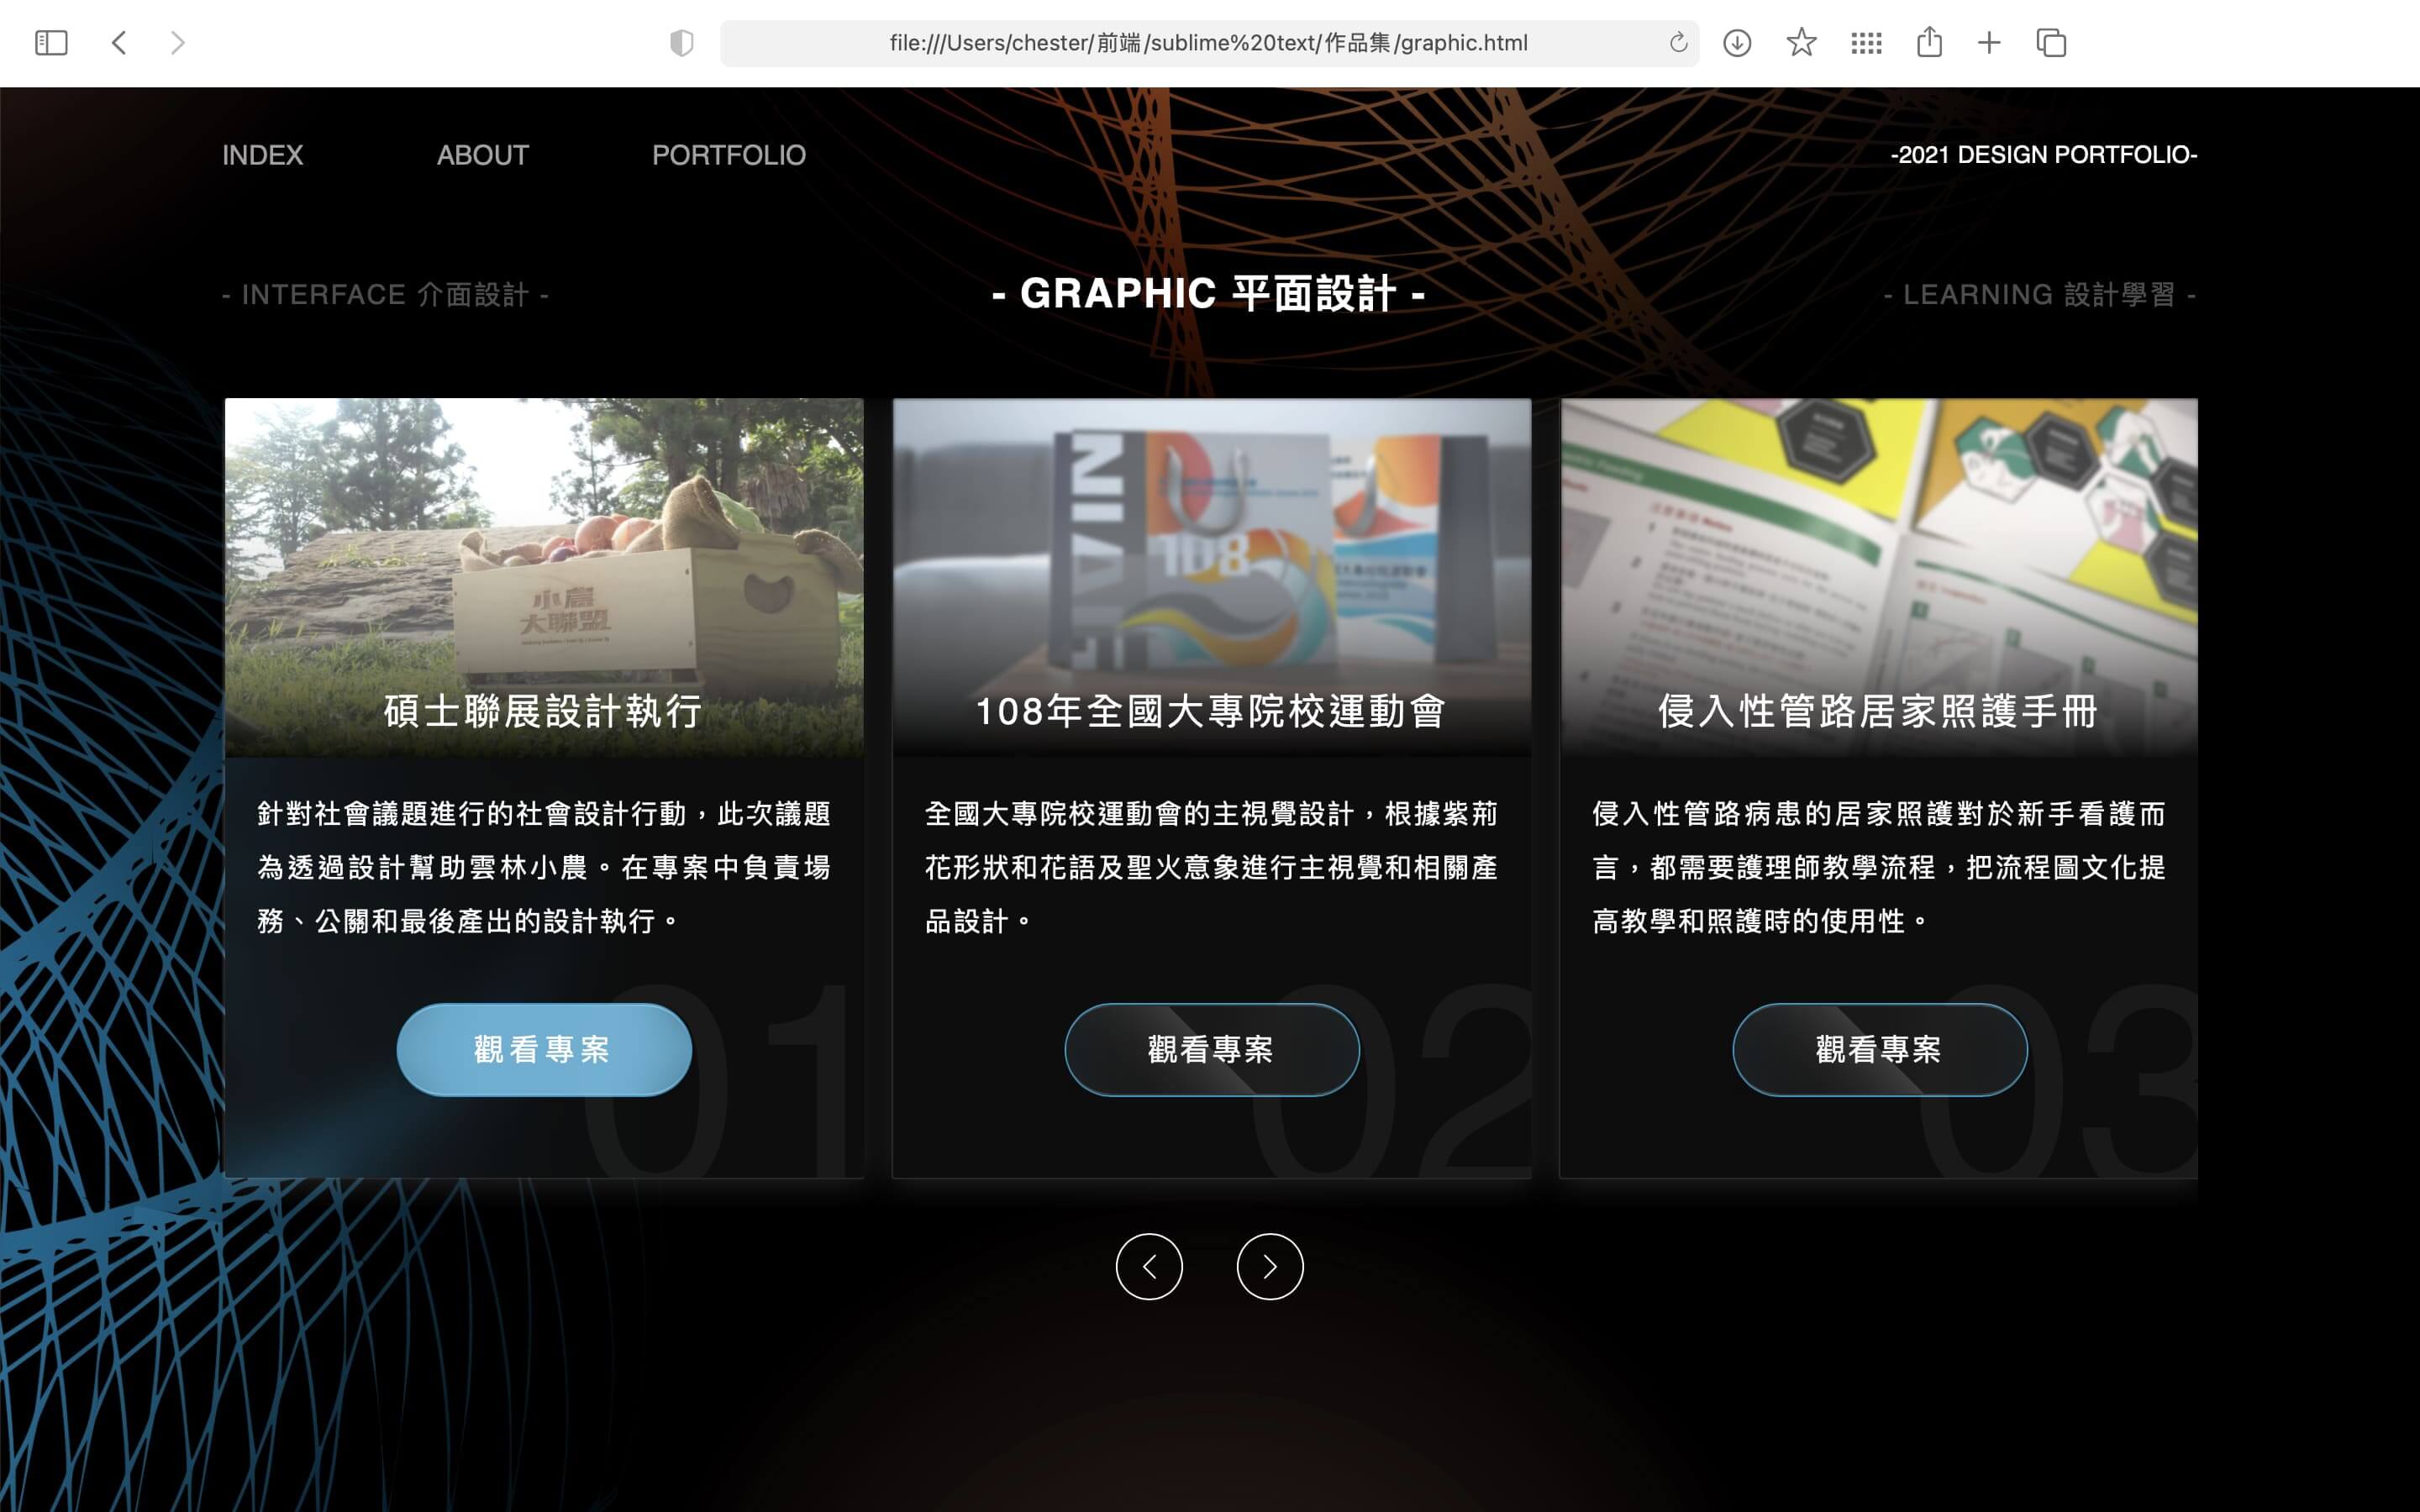 file:///Users/chester/前端/sublime%20text/作品集/graphic.html
INDEX
ABOUT
PORTFOLIO
-2021 DESIGN PORTFOLIO-
- INTERFACE 介面設計 -
- GRAPHIC 平面設計 -
- LEARNING 設計學習 -
小農
大聯盟
碩士聯展設計執行
針對社會議題進行的社會設計行動，此次議題
為透過設計幫助雲林小農。在專案中負責場
務、公關和最後產出的設計執行。
觀看專案
01
108
108年全國大專院校運動會
全國大專院校運動會的主視覺設計，根據紫荊
花形狀和花語及聖火意象進行主視覺和相關產
品設計。
觀看專案
02
Notes
1
2
3
4
侵入性管路居家照護手冊
侵入性管路病患的居家照護對於新手看護而
言，都需要護理師教學流程，把流程圖文化提
高教學和照護時的使用性。
觀看專案
03